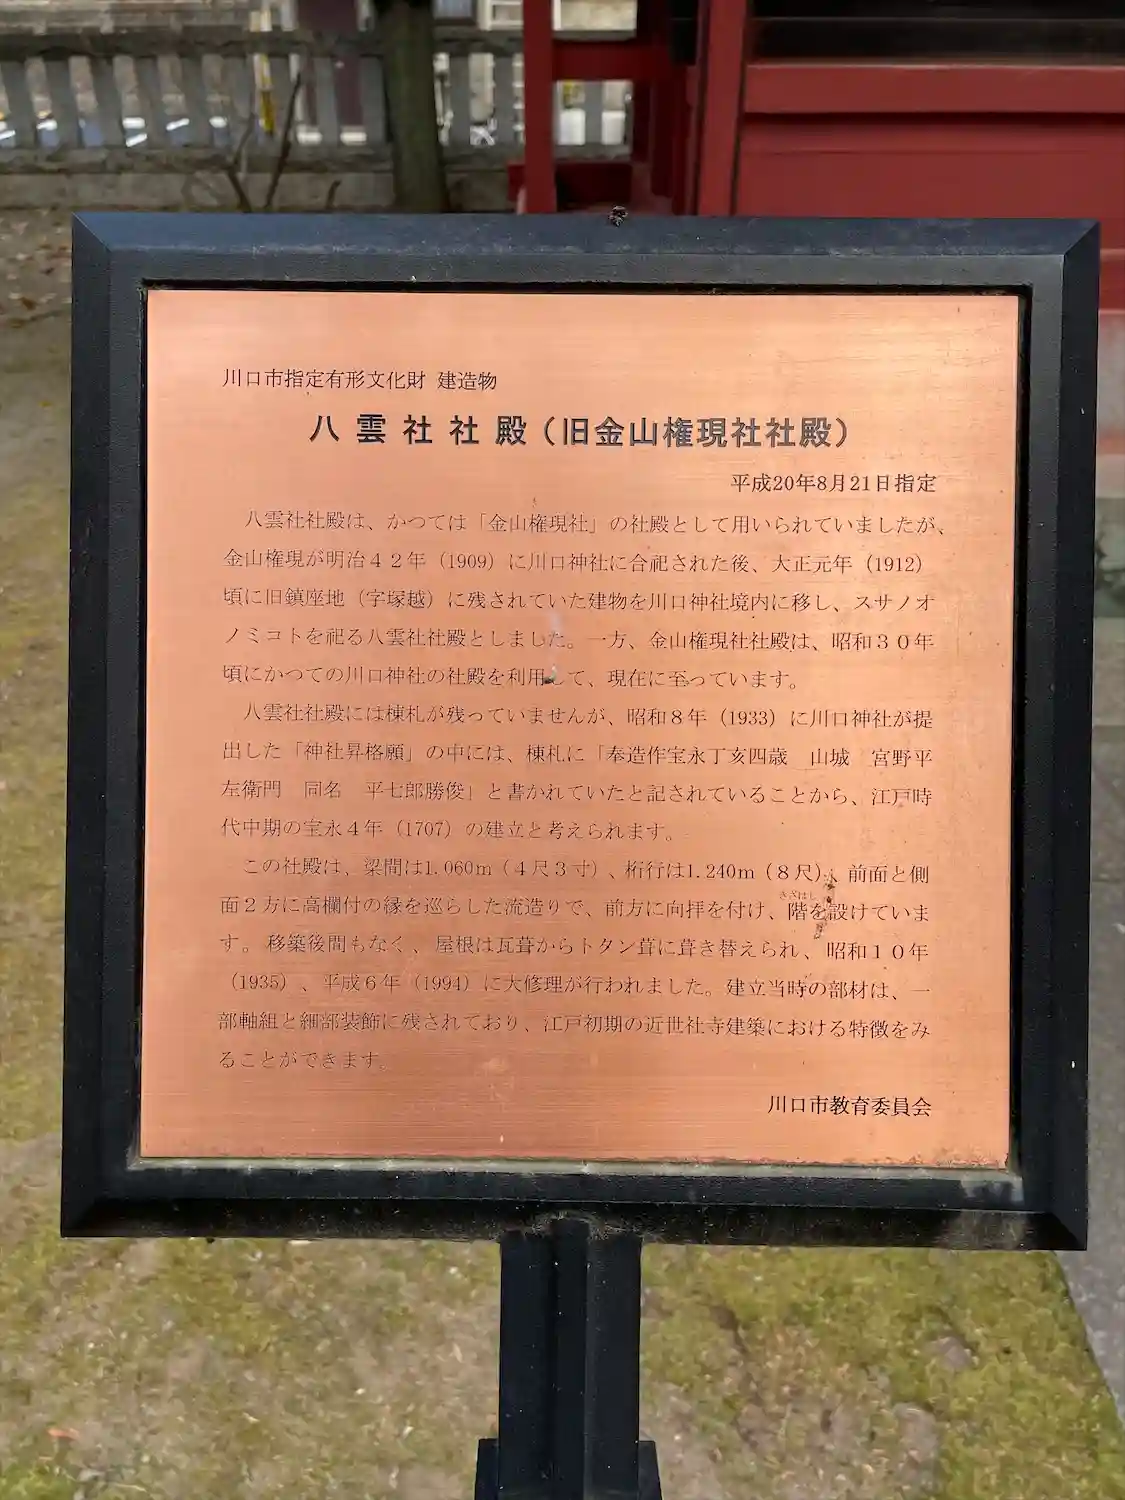 川口市指定有形文化財 建造物
八雲社社殿（旧金山権現社社殿）
平成20年8月21日指定
八雲社社殿は、かつては「金山権現社」の社殿として用いられていましたが、
金山権現が明治４２年（1909）に川口神社に合祀された後、大正元年（1912）
頃に旧鎮座地（字塚越）に残されていた建物を川口神社境内に移し、スサノオ
ノミコトを祀る八雲社社殿としました。一方、金山権現社社殿は、昭和３０年
頃にかつての川口神社の社殿を利用して、現在に至っています。
八雲社社殿には棟札が残っていませんが、昭和８年（1933）に川口神社が提
出した「神社昇格願」の中には、棟札に「奉造作宝永丁亥四歳　山城　宮野平
左衛門　同名　平七郎勝俊」と書かれていたと記されていることから、江戸時
代中期の宝永４年（1707）の建立と考えられます。
この社殿は、梁間は1.060m（４尺３寸）、桁行は1.240m（８尺）、前面と側
面２方に高欄付の縁を巡らした流造りで、前方に向拝を付け、階を設けていま
きざはし
す。移築後間もなく、屋根は瓦葺からトタン葺に葺き替えられ、昭和１０年
（1935）、平成６年（1994）に大修理が行われました。建立当時の部材は、一
部軸組と細部装飾に残されており、江戸初期の近世社寺建築における特徴をみ
ることができます。
川口市教育委員会